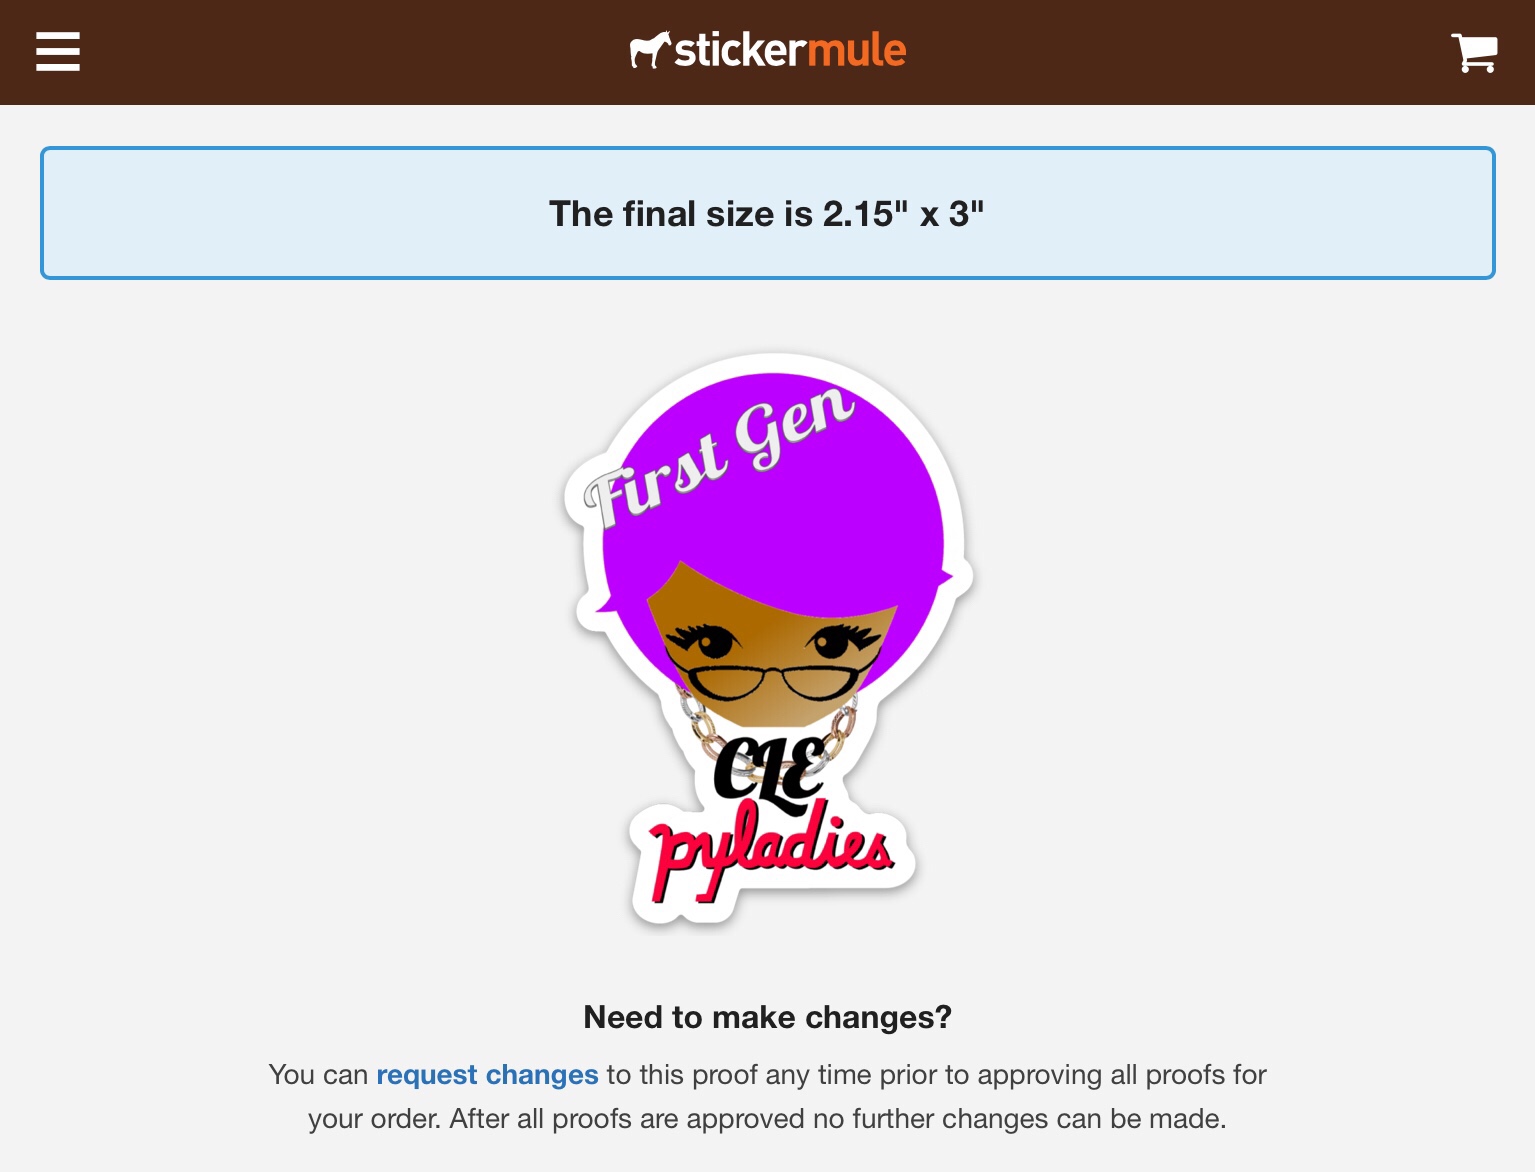 stickermule
The final size is 2.15" x 3"
First Gen
CLE
pyladies
Need to make changes?
You can request changes to this proof any time prior to approving all proofs for
your order. After all proofs are approved no further changes can be made.